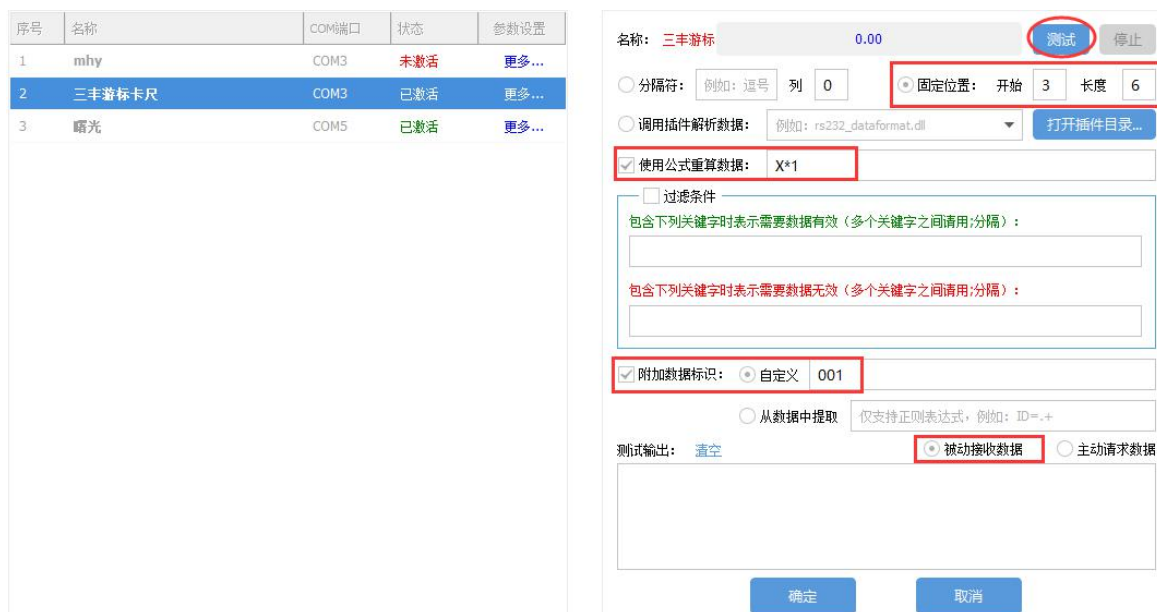 序号 名称 COM端口 状态 参数设置
1 mhy COM3 未激活 更多...
2 三丰游标卡尺 COM3 已激活 更多...
3 曙光 COM5 已激活 更多...
名称： 三丰游标 0.00 测试 停止
分隔符： 例如：逗号 列 0 固定位置： 开始 3 长度 6
调用插件解析数据： 例如：rs232_dataformat.dll 打开插件目录...
使用公式重算数据： X*1
过滤条件
包含下列关键字时表示需要数据有效（多个关键字之间请用;分隔）：
包含下列关键字时表示需要数据无效（多个关键字之间请用;分隔）：
附加数据标识： 自定义 001
从数据中提取 仅支持正则表达式，例如：ID=.+
测试输出： 清空 被动接收数据 主动请求数据
确定 取消